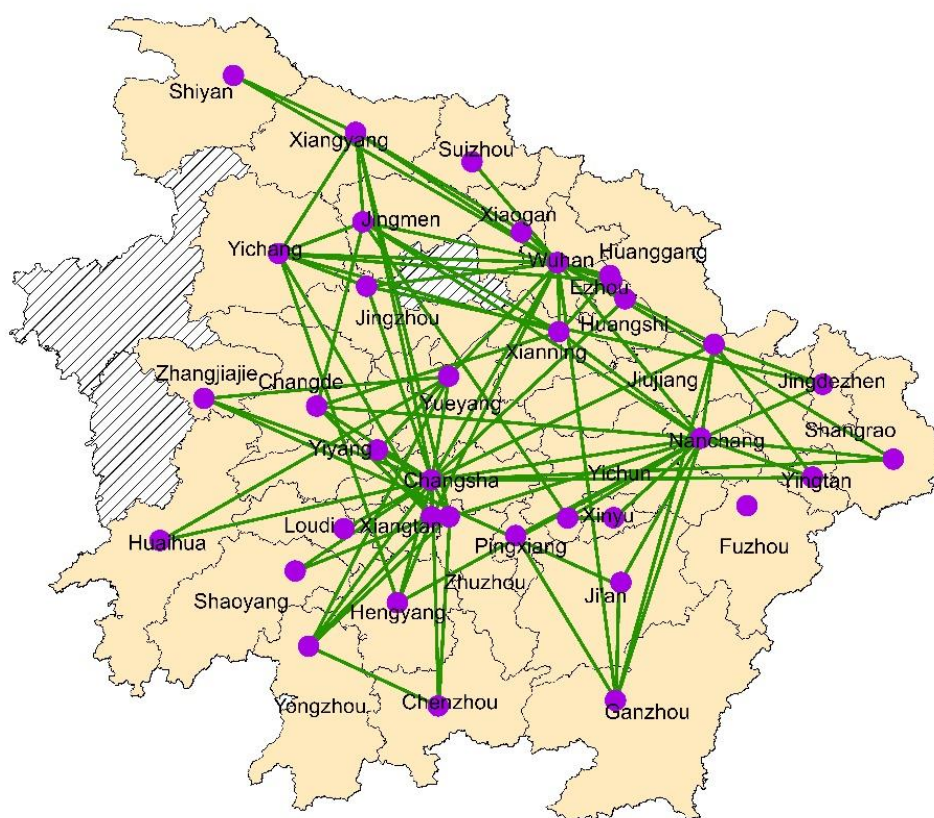 Shiyan
Xiangyang
Suizhou
Xiaogan
Jingmen
Yichang
Wuhan
Huanggang
Ezhou
Jingzhou
Huangshi
Xianning
Zhangjiajie
Changde
Jiujiang
Jingdezhen
Yueyang
Nanchang
Shangrao
Yiyang
Yichun
Changsha
Yingtan
Loudi
Xiangtan
Xinyu
Huaihua
Pingxiang
Fuzhou
Shaoyang
Zhuzhou
Ji'an
Hengyang
Yongzhou
Chenzhou
Ganzhou